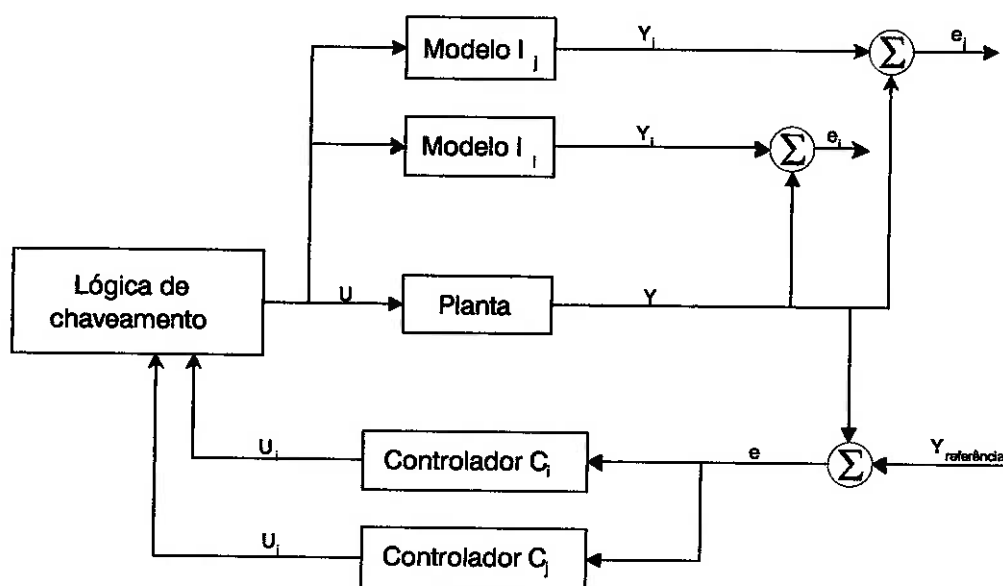 Modelo I j
Y j
Σ
e j
Modelo I i
Y i
Σ
e i
Lógica de
chaveamento
U
Planta
Y
U i
Controlador C i
e
Σ
Y referência
U j
Controlador C j